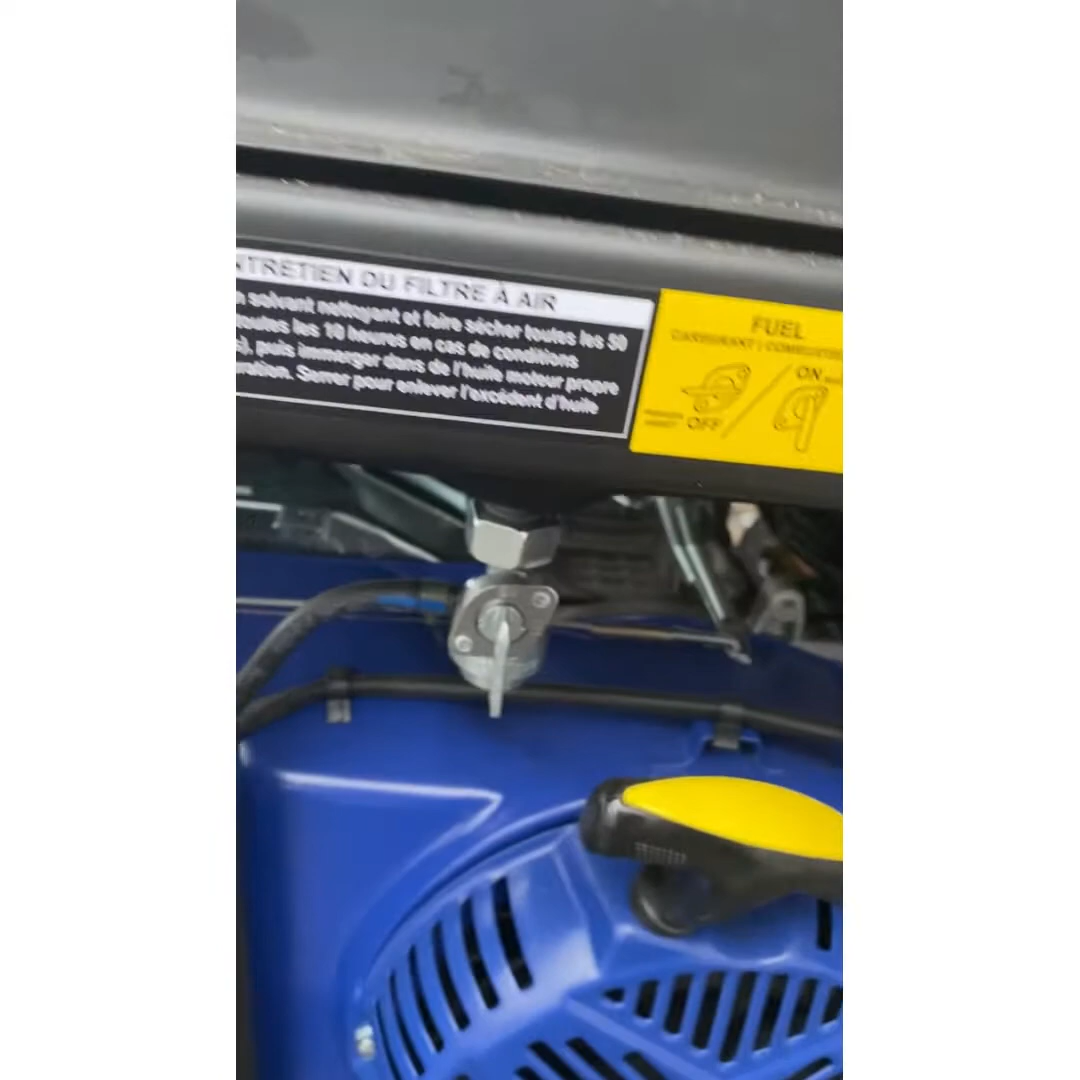 NTRETIEN DU FILTRE À AIR
solvant nettoyant et faire sécher toutes les 50
toutes les 10 heures en cas de conditions
puis immerger dans de l'huile moteur propre
Serrer pour enlever l'excédent d'huile
FUEL
ON
OFF